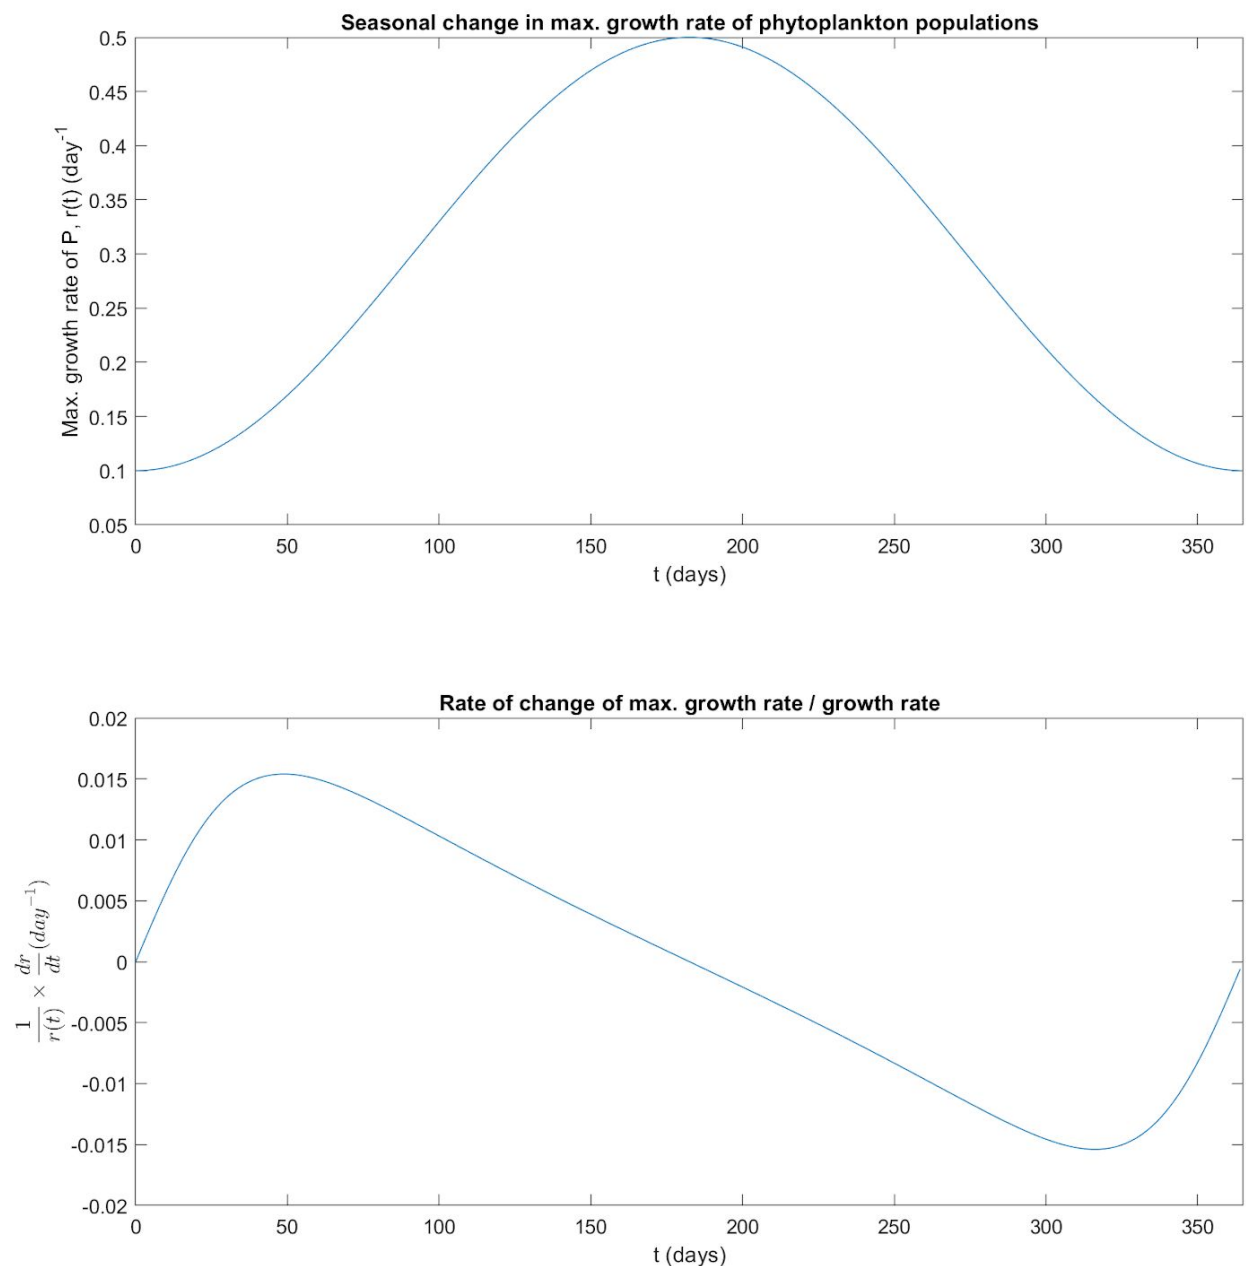 Seasonal change in max. growth rate of phytoplankton populations
Max. growth rate of P, r(t) (day⁻¹
0.5
0.45
0.4
0.35
0.3
0.25
0.2
0.15
0.1
0.05
0 50 100 150 200 250 300 350
t (days)
Rate of change of max. growth rate / growth rate
1/r(t) × dr/dt (day⁻¹)
0.02
0.015
0.01
0.005
0
-0.005
-0.01
-0.015
-0.02
0 50 100 150 200 250 300 350
t (days)